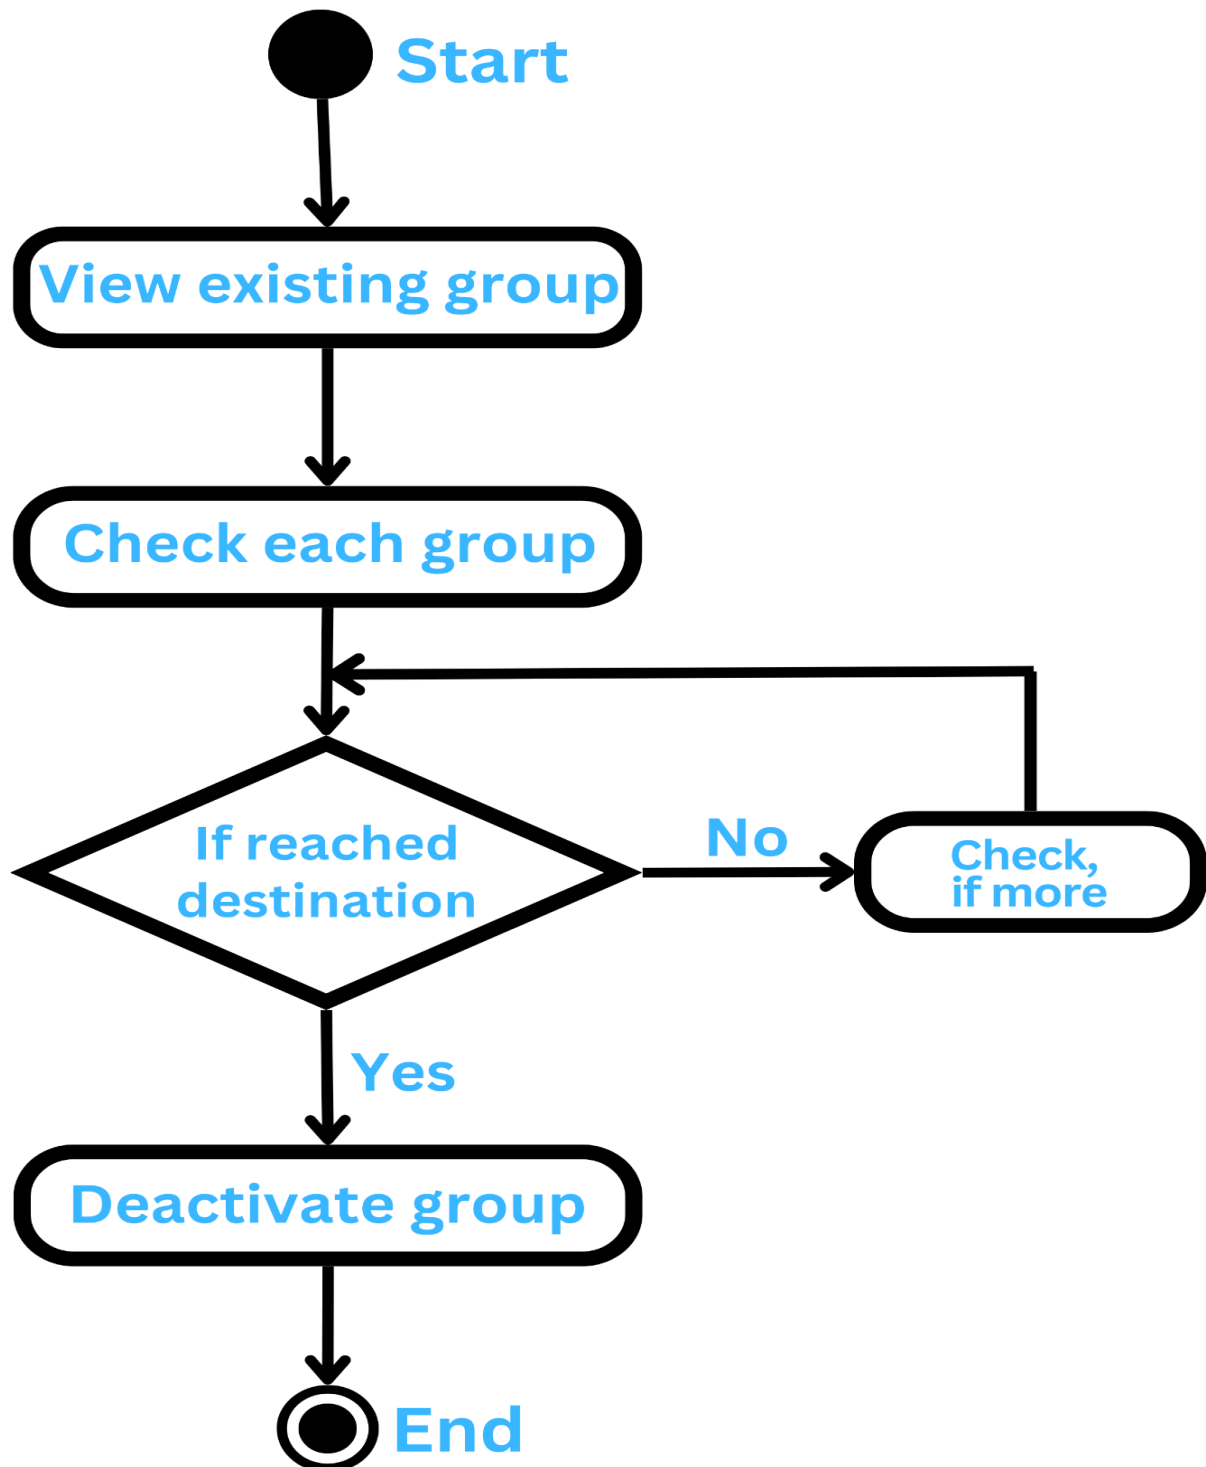 Start
View existing group
Check each group
If reached
destination
No
Check,
if more
Yes
Deactivate group
End